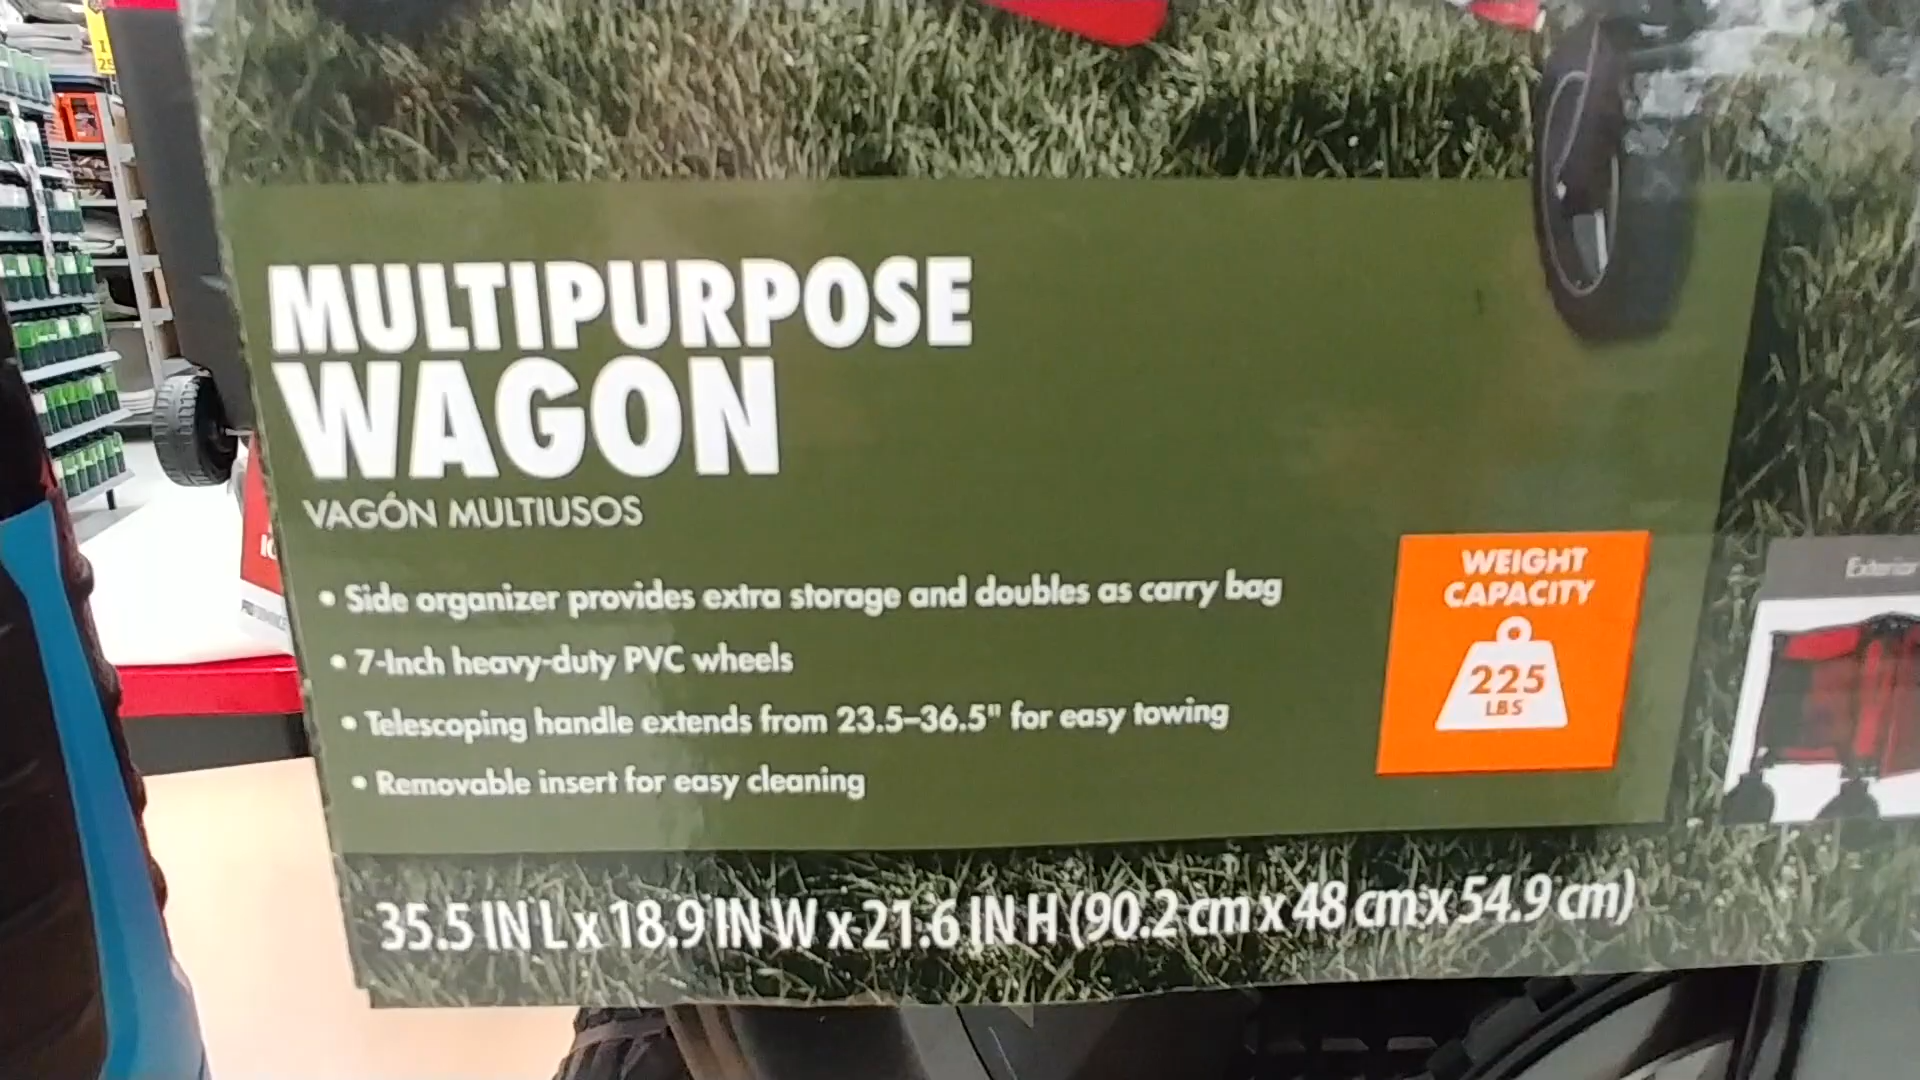 MULTIPURPOSE
WAGON
VAGÓN MULTIUSOS
• Side organizer provides extra storage and doubles as carry bag
• 7-Inch heavy-duty PVC wheels
• Telescoping handle extends from 23.5–36.5" for easy towing
• Removable insert for easy cleaning
WEIGHT
CAPACITY
225
LBS
Exterior
35.5 IN L x 18.9 IN W x 21.6 IN H (90.2 cm x 48 cm x 54.9 cm)